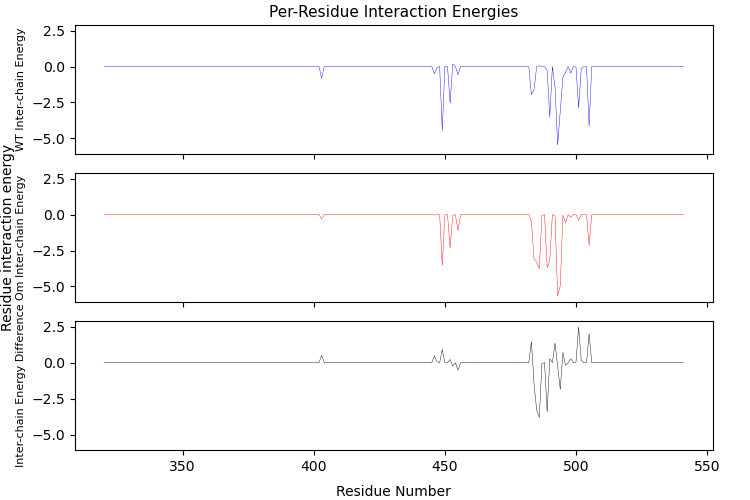 Per-Residue Interaction Energies
Residue interaction energy
WT Inter-chain Energy
2.5
0.0
−2.5
−5.0
Om Inter-chain Energy
2.5
0.0
−2.5
−5.0
Inter-chain Energy Difference
2.5
0.0
−2.5
−5.0
350
400
450
500
550
Residue Number